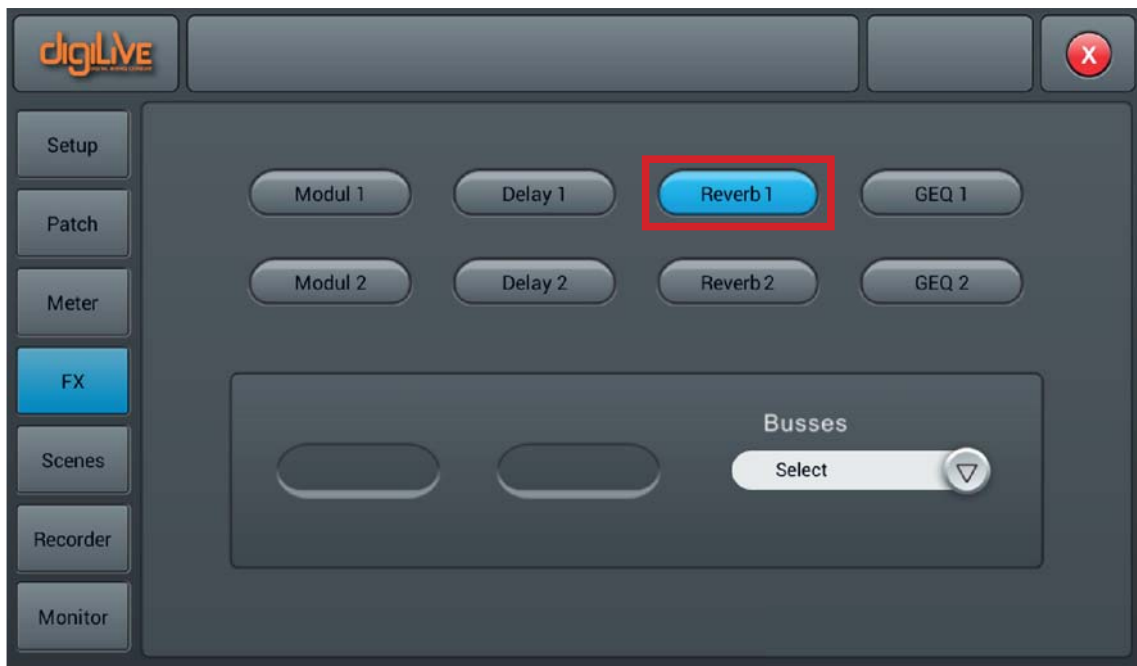 digiLiVE
X
Setup
Patch
Meter
FX
Scenes
Recorder
Monitor
Modul 1 Delay 1 Reverb 1 GEQ 1
Modul 2 Delay 2 Reverb 2 GEQ 2
Busses
Select